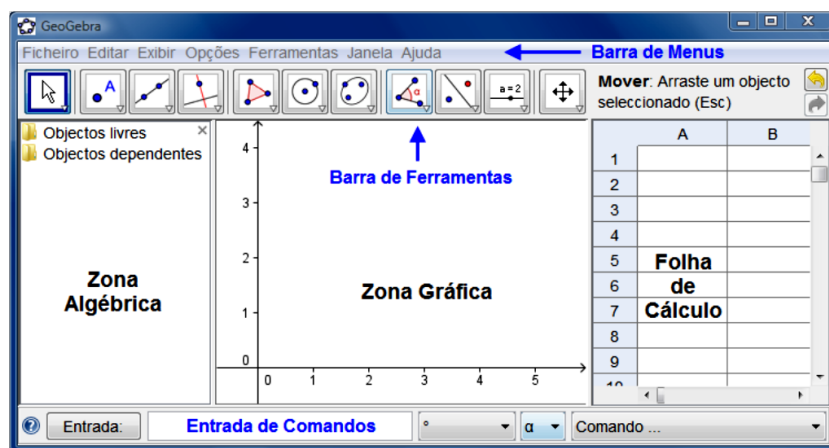 GeoGebra
Ficheiro Editar Exibir Opções Ferramentas Janela Ajuda
Barra de Menus
A
α
a = 2
Mover: Arraste um objecto
seleccionado (Esc)
Objectos livres
Objectos dependentes
Zona
Algébrica
Barra de Ferramentas
Zona Gráfica
4
3
2
1
0
0 1 2 3 4 5
A B
1
2
3
4
5
6
7
8
9
10
Folha
de
Cálculo
Entrada:
Entrada de Comandos
°
α
Comando ...